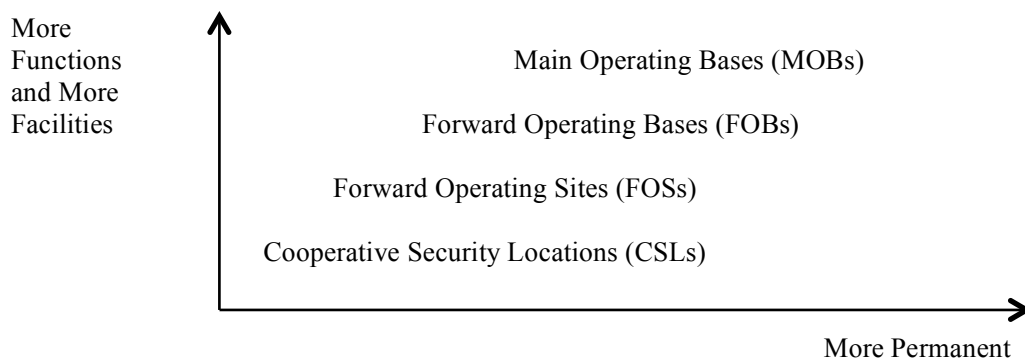 More
Functions
and More
Facilities
Main Operating Bases (MOBs)
Forward Operating Bases (FOBs)
Forward Operating Sites (FOSs)
Cooperative Security Locations (CSLs)
More Permanent